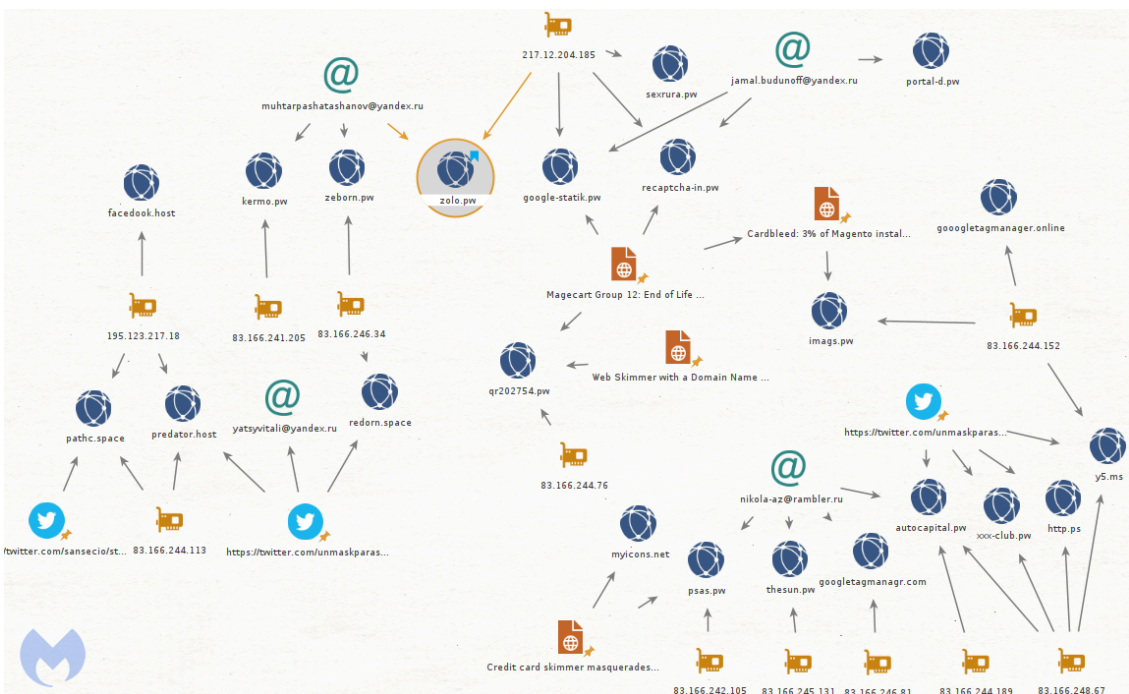 217.12.204.185
jamal.budunoff@yandex.ru
portal-d.pw
sexrura.pw
muhtarpashatashanov@yandex.ru
facedook.host
kermo.pw
zeborn.pw
zolo.pw
google-statik.pw
recaptcha-in.pw
Cardbleed: 3% of Magento instal...
gooogletagmanager.online
Magecart Group 12: End of Life ...
195.123.217.18
83.166.241.205
83.166.246.34
imags.pw
83.166.244.152
qr202754.pw
Web Skimmer with a Domain Name ...
pathc.space
predator.host
yatsyvitali@yandex.ru
redorn.space
https://twitter.com/unmaskparas...
83.166.244.76
y5.ms
nikola-az@rambler.ru
autocapital.pw
xxx-club.pw
http.ps
/twitter.com/sansecio/st...
83.166.244.113
https://twitter.com/unmaskparas...
myicons.net
psas.pw
thesun.pw
googletagmanagr.com
Credit card skimmer masquerades...
83.166.242.105
83.166.245.131
83.166.246.81
83.166.244.189
83.166.248.67